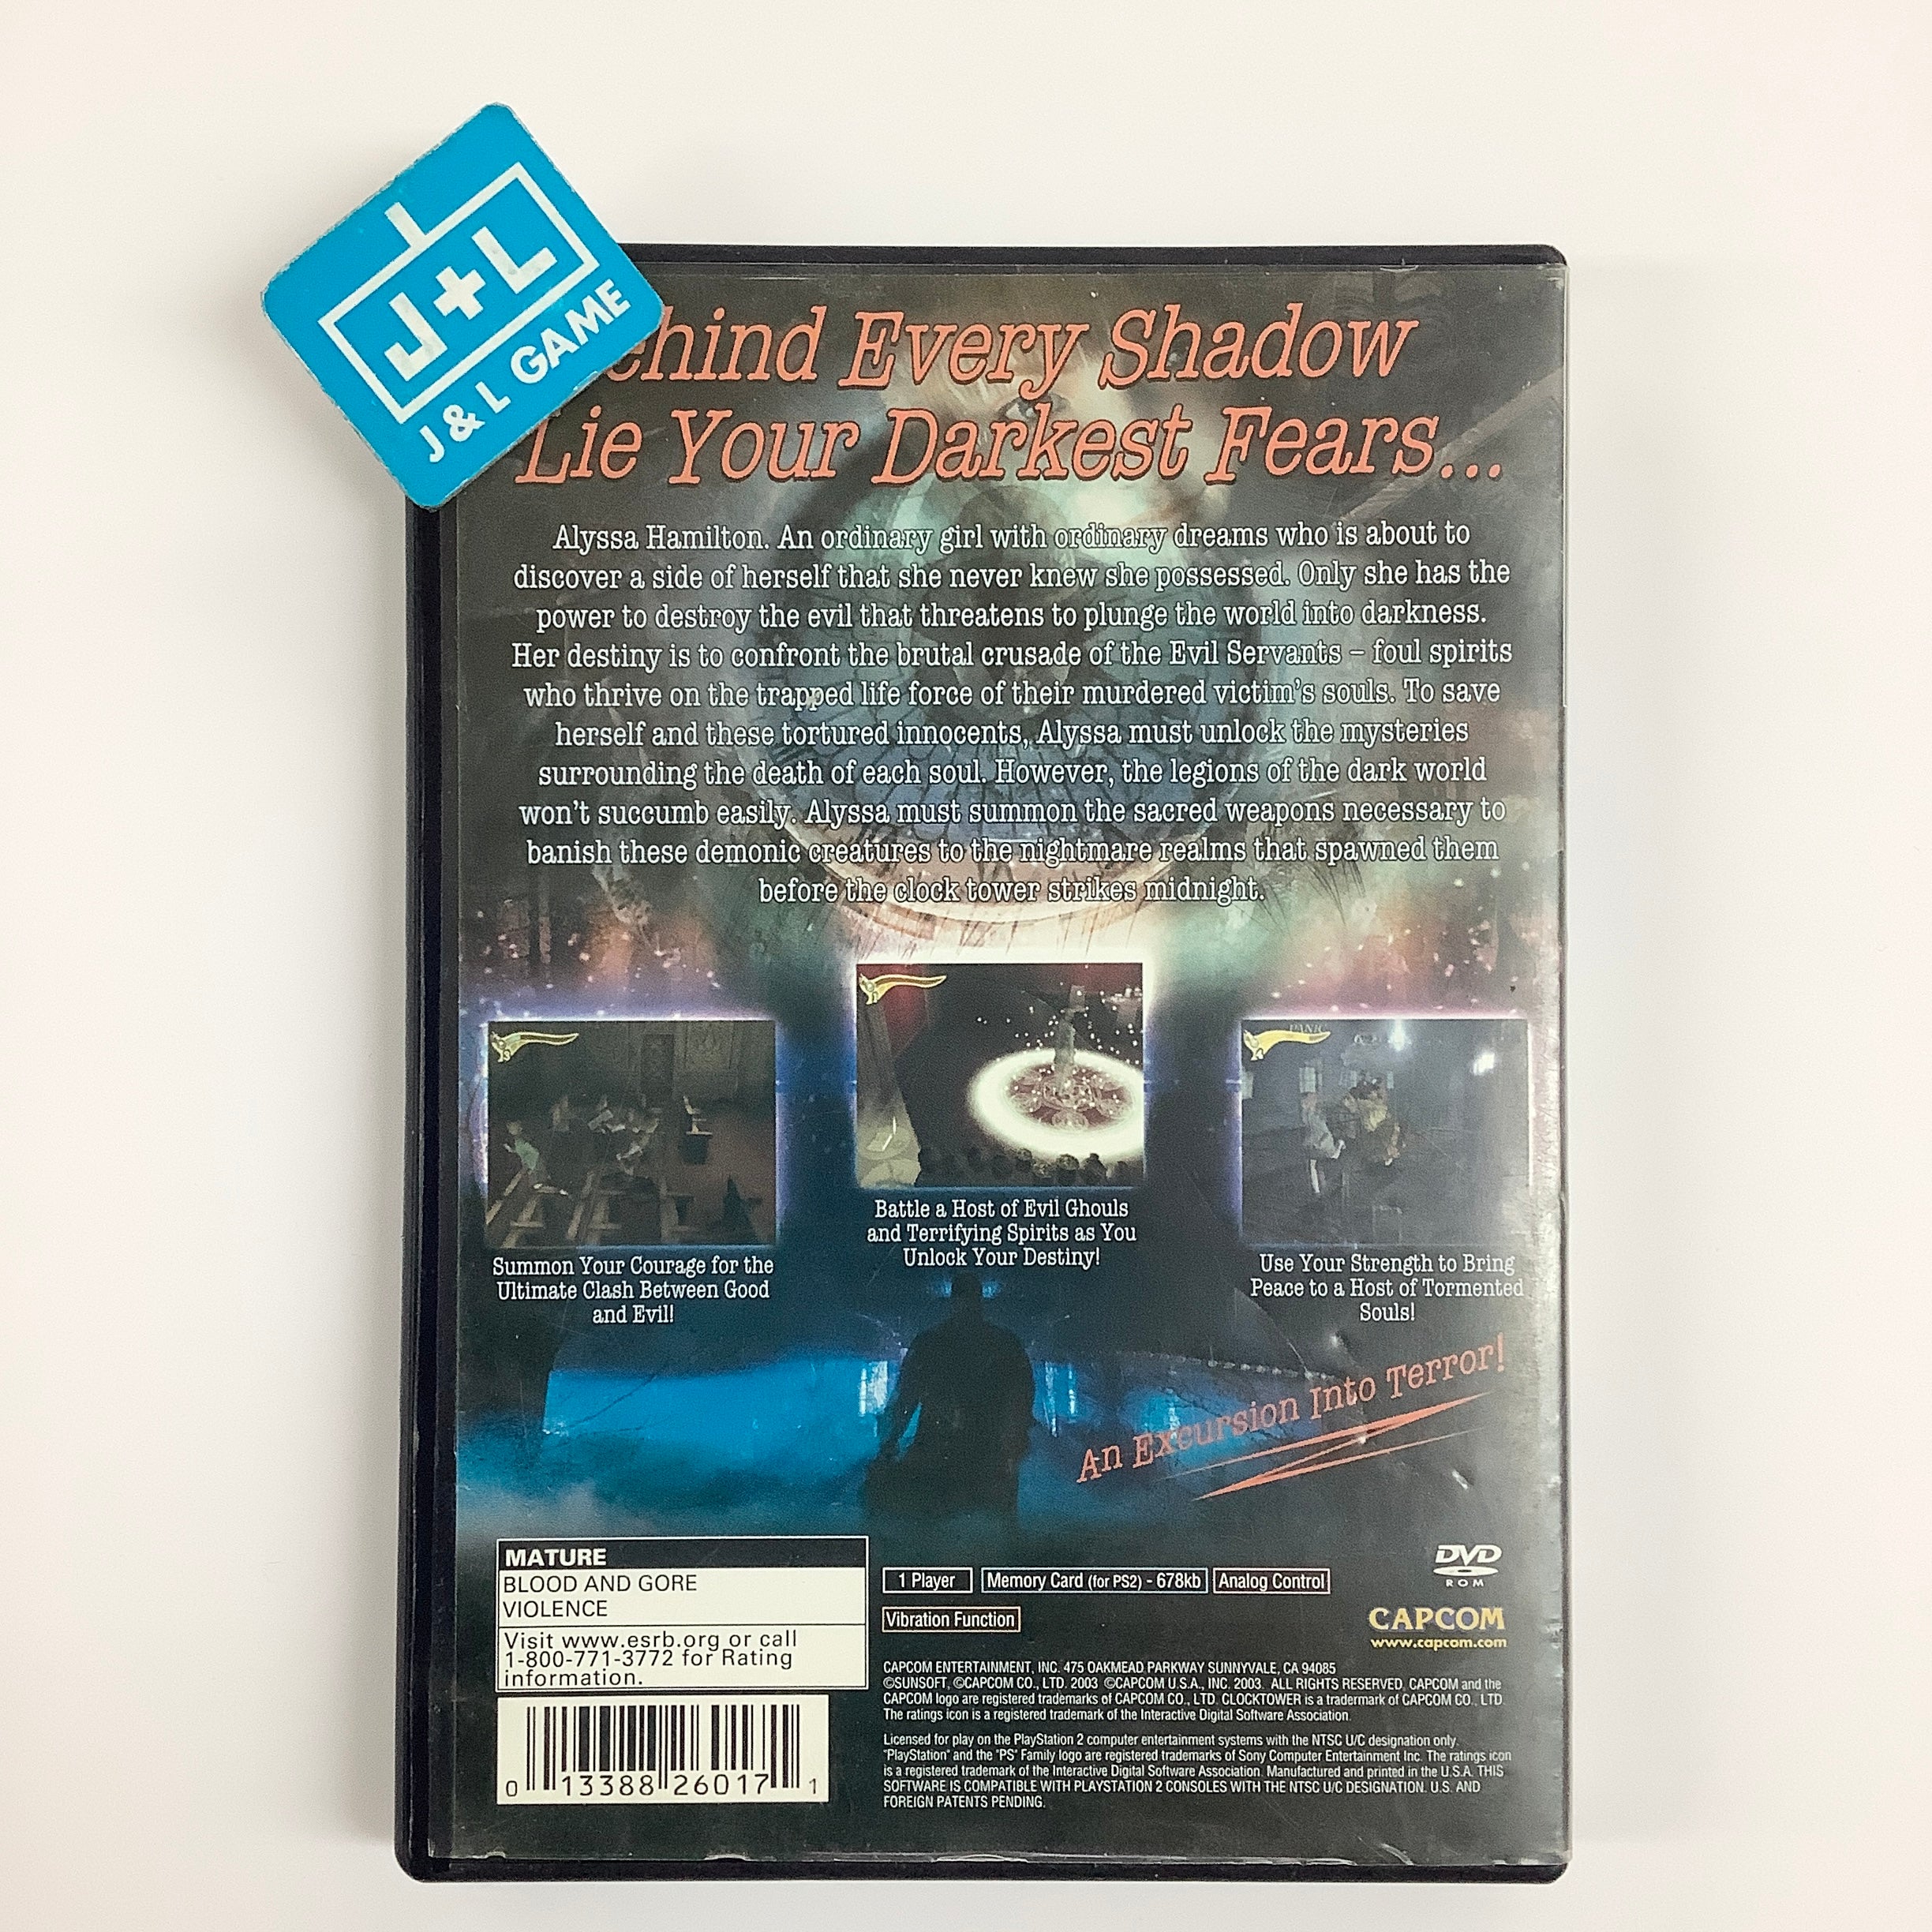 J+L
J & L GAME
ehind Every Shadow
Lie Your Darkest Fears...
Alyssa Hamilton. An ordinary girl with ordinary dreams who is about to
discover a side of herself that she never knew she possessed. Only she has the
power to destroy the evil that threatens to plunge the world into darkness.
Her destiny is to confront the brutal crusade of the Evil Servants – foul spirits
who thrive on the trapped life force of their murdered victim's souls. To save
herself and these tortured innocents, Alyssa must unlock the mysteries
surrounding the death of each soul. However, the legions of the dark world
won't succumb easily. Alyssa must summon the sacred weapons necessary to
banish these demonic creatures to the nightmare realms that spawned them
before the clock tower strikes midnight.
PANIC
Battle a Host of Evil Ghouls
and Terrifying Spirits as You
Unlock Your Destiny!
Summon Your Courage for the
Ultimate Clash Between Good
and Evil!
Use Your Strength to Bring
Peace to a Host of Tormented
Souls!
An Excursion Into Terror!
MATURE
BLOOD AND GORE
VIOLENCE
Visit www.esrb.org or call
1-800-771-3772 for Rating
information.
1 Player
Memory Card (for PS2) - 678kb
Analog Control
Vibration Function
DVD
ROM
CAPCOM
www.capcom.com
CAPCOM ENTERTAINMENT, INC. 475 OAKMEAD PARKWAY SUNNYVALE, CA 94085
©SUNSOFT, ©CAPCOM CO., LTD. 2003 ©CAPCOM U.S.A., INC. 2003. ALL RIGHTS RESERVED, CAPCOM and the
CAPCOM logo are registered trademarks of CAPCOM CO., LTD. CLOCKTOWER is a tradermark of CAPCOM CO., LTD.
The ratings icon is a registered trademark of the Interactive Digital Software Association.
Licensed for play on the PlayStation 2 computer entertainment systems with the NTSC U/C designation only.
"PlayStation" and the "PS" Family logo are registered trademarks of Sony Computer Entertainment Inc. The ratings icon
is a registered trademark of the Interactive Digital Software Association. Manufactured and printed in the U.S.A. THIS
SOFTWARE IS COMPATIBLE WITH PLAYSTATION 2 CONSOLES WITH THE NTSC U/C DESIGNATION. U.S. AND
FOREIGN PATENTS PENDING.
0 13388 26017 1